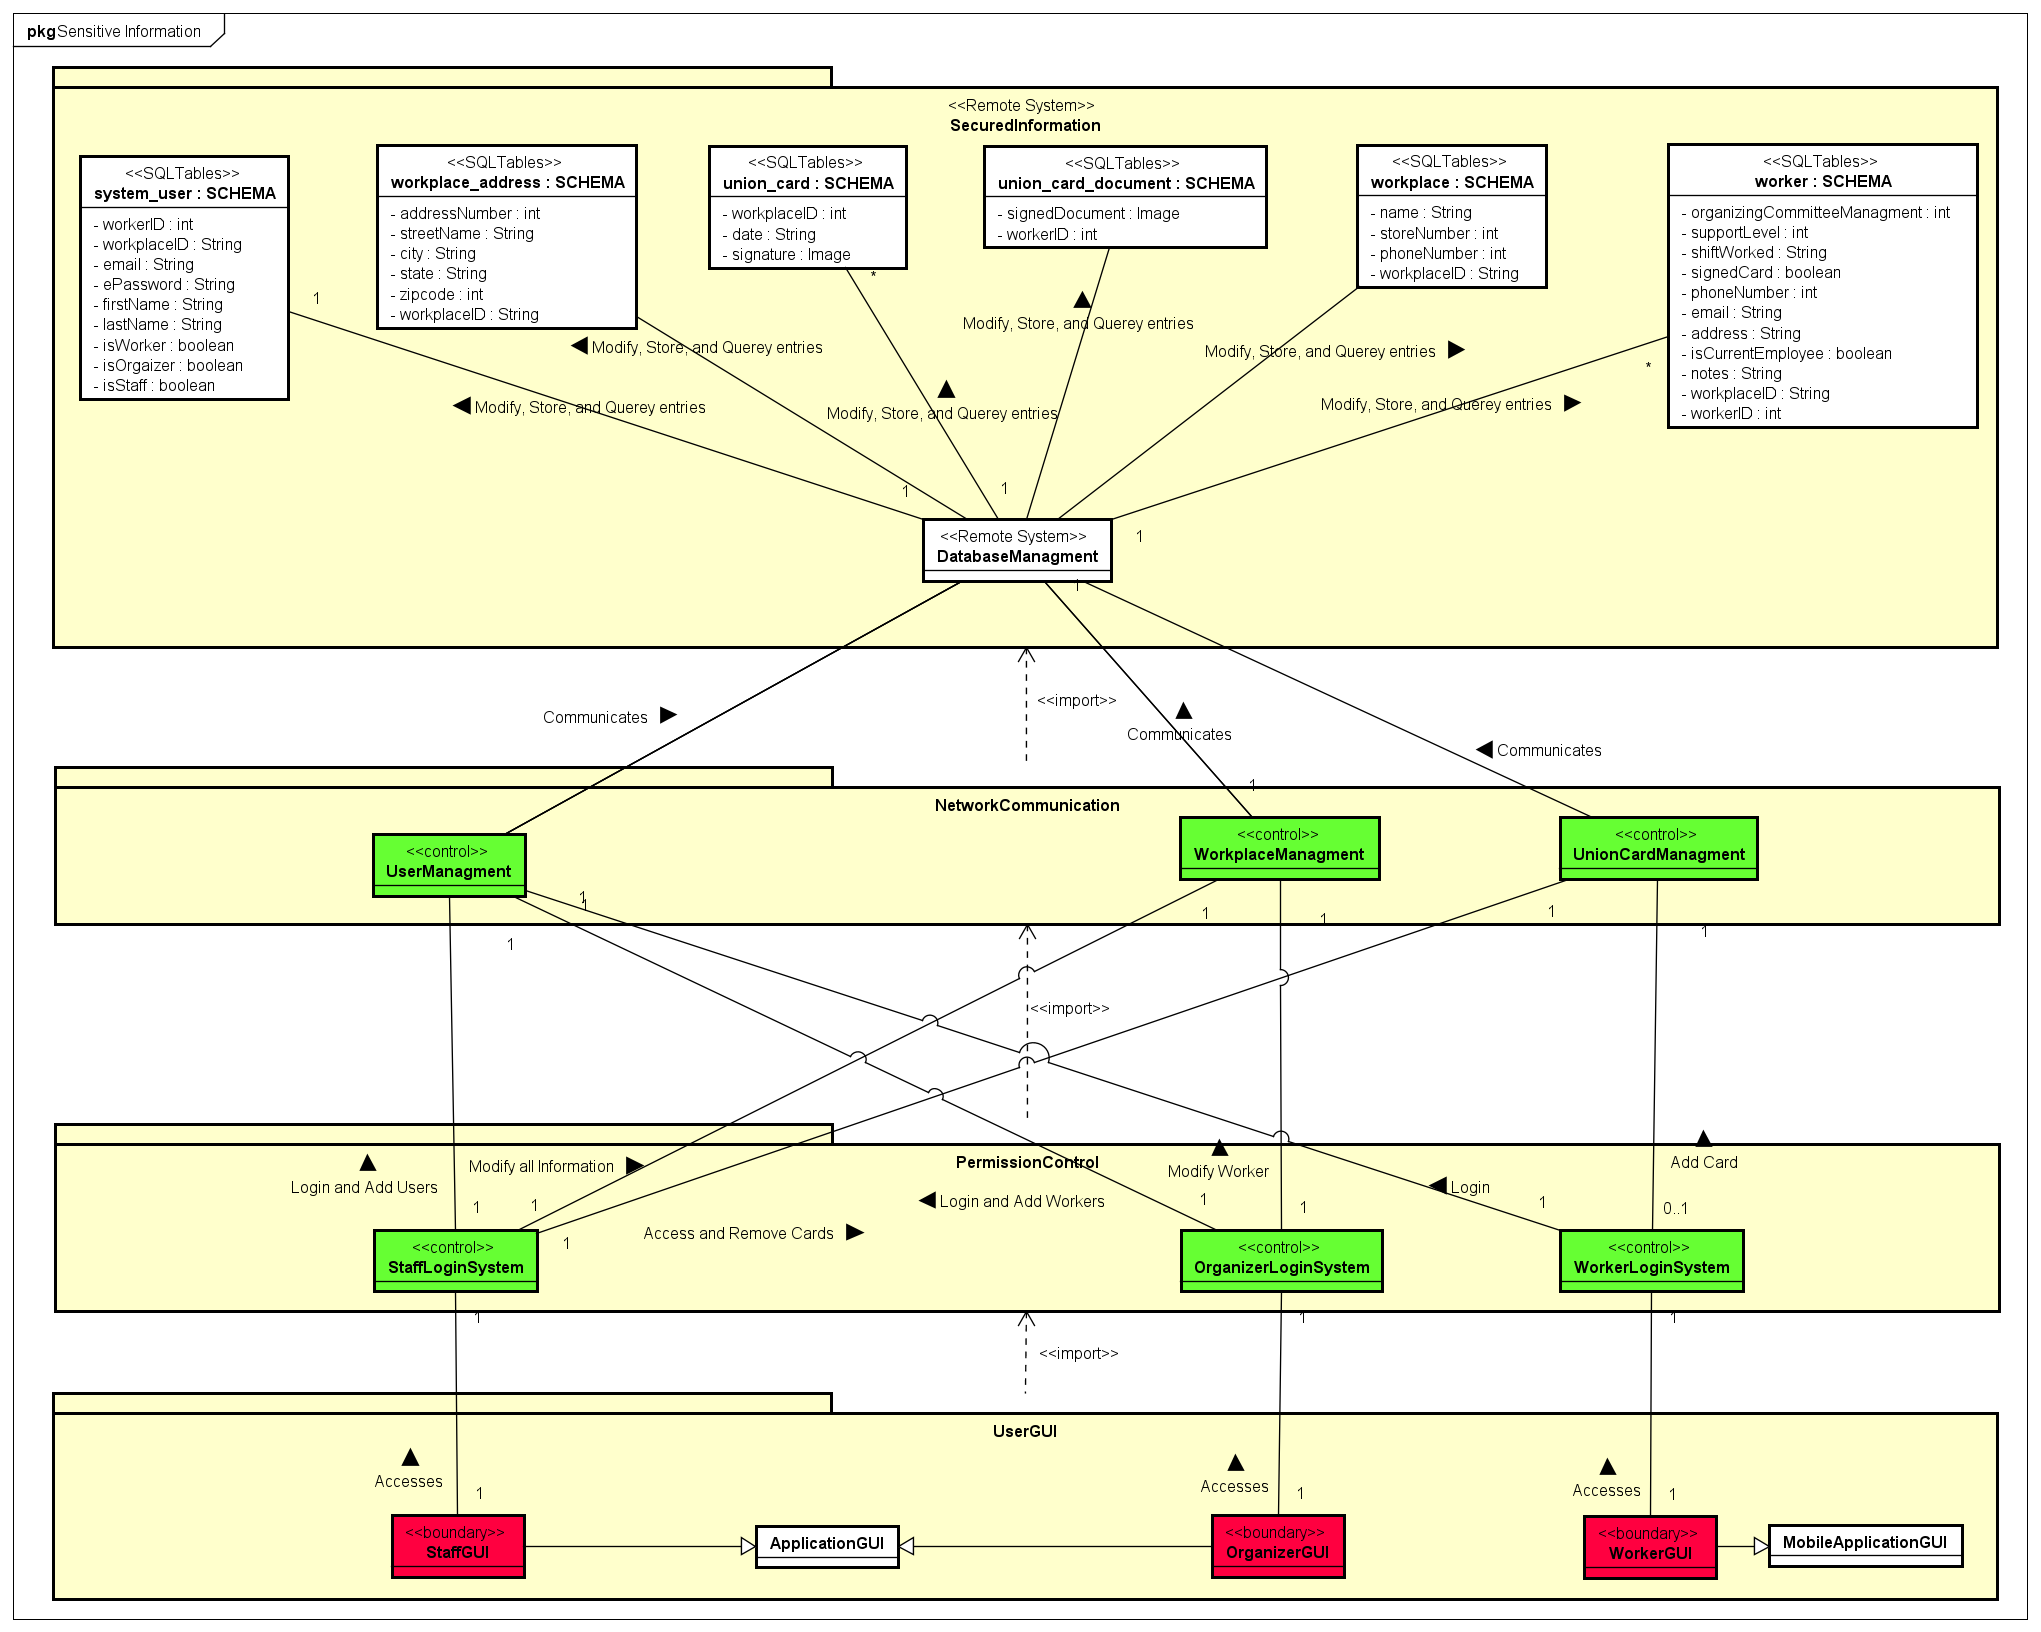 pkg Sensitive Information
<<Remote System>>
SecuredInformation
<<SQLTables>>
system_user : SCHEMA
- workerID : int
- workplaceID : String
- email : String
- ePassword : String
- firstName : String
- lastName : String
- isWorker : boolean
- isOrgaizer : boolean
- isStaff : boolean
<<SQLTables>>
workplace_address : SCHEMA
- addressNumber : int
- streetName : String
- city : String
- state : String
- zipcode : int
- workplaceID : String
<<SQLTables>>
union_card : SCHEMA
- workplaceID : int
- date : String
- signature : Image
<<SQLTables>>
union_card_document : SCHEMA
- signedDocument : Image
- workerID : int
<<SQLTables>>
workplace : SCHEMA
- name : String
- storeNumber : int
- phoneNumber : int
- workplaceID : String
<<SQLTables>>
worker : SCHEMA
- organizingCommitteeManagment : int
- supportLevel : int
- shiftWorked : String
- signedCard : boolean
- phoneNumber : int
- email : String
- address : String
- isCurrentEmployee : boolean
- notes : String
- workplaceID : String
- workerID : int
1
*
Modify, Store, and Querey entries
Modify, Store, and Querey entries
Modify, Store, and Querey entries
*
Modify, Store, and Querey entries
Modify, Store, and Querey entries
Modify, Store, and Querey entries
1
1
1
<<Remote System>>
DatabaseManagment
1
<<import>>
Communicates
Communicates
Communicates
1
NetworkCommunication
<<control>>
UserManagment
<<control>>
WorkplaceManagment
<<control>>
UnionCardManagment
1
1
1
1
1
1
1
<<import>>
PermissionControl
Login and Add Users
Modify all Information
Login and Add Workers
Access and Remove Cards
Modify Worker
Login
Add Card
1
1
1
1
1
1
0..1
<<control>>
StaffLoginSystem
<<control>>
OrganizerLoginSystem
<<control>>
WorkerLoginSystem
1
1
1
<<import>>
UserGUI
Accesses
Accesses
Accesses
1
1
1
<<boundary>>
StaffGUI
ApplicationGUI
<<boundary>>
OrganizerGUI
<<boundary>>
WorkerGUI
MobileApplicationGUI